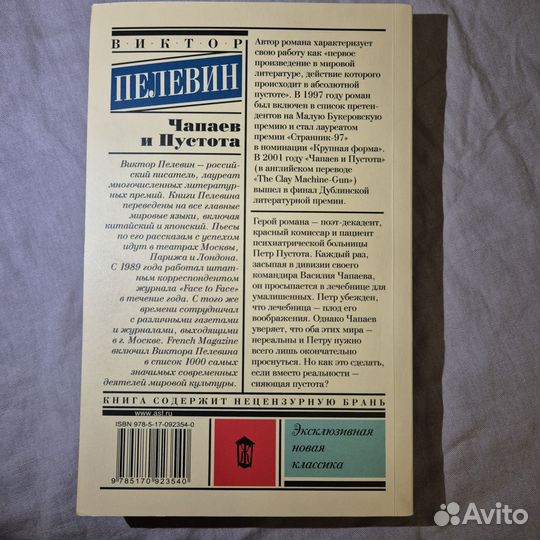 ВИКТОР
ПЕЛЕВИН
Чапаев
и Пустота
Виктор Пелевин – россий-
ский писатель, лауреат
многочисленных литератур-
ных премий. Книги Пелевина
переведены на все главные
мировые языки, включая
китайский и японский. Пьесы
по его рассказам с успехом
идут в театрах Москвы,
Парижа и Лондона.
С 1989 года работал штат-
ным корреспондентом
журнала «Face to Face»
в течение года. С того же
времени сотрудничал
с различными газетами
и журналами, выходящими
в г. Москве. French Magazine
включил Виктора Пелевина
в список 1000 самых
значимых современных
деятелей мировой культуры.
Автор романа характеризует
свою работу как «первое
произведение в мировой
литературе, действие которого
происходит в абсолютной
пустоте». В 1997 году роман
был включен в список претен-
дентов на Малую Букеровскую
премию и стал лауреатом
премии «Странник-97»
в номинации «Крупная форма».
В 2001 году «Чапаев и Пустота»
(в английском переводе
«The Clay Machine-Gun»)
вышел в финал Дублинской
литературной премии.
Герой романа – поэт-декадент,
красный комиссар и пациент
психиатрической больницы
Петр Пустота. Каждый раз,
засыпая в дивизии своего
командира Василия Чапаева,
он просыпается в лечебнице для
умалишенных. Петр убежден,
что лечебница – плод его
воображения. Однако Чапаев
уверяет, что оба этих мира –
нереальны и Петру нужно
всего лишь окончательно
проснуться. Но как это сделать,
если вместо реальности –
сияющая пустота?
КНИГА СОДЕРЖИТ НЕЦЕНЗУРНУЮ БРАНЬ
www.ast.ru
ISBN 978-5-17-092354-0
9 785170 923540
Ж
Эксклюзивная
новая
классика
Avito